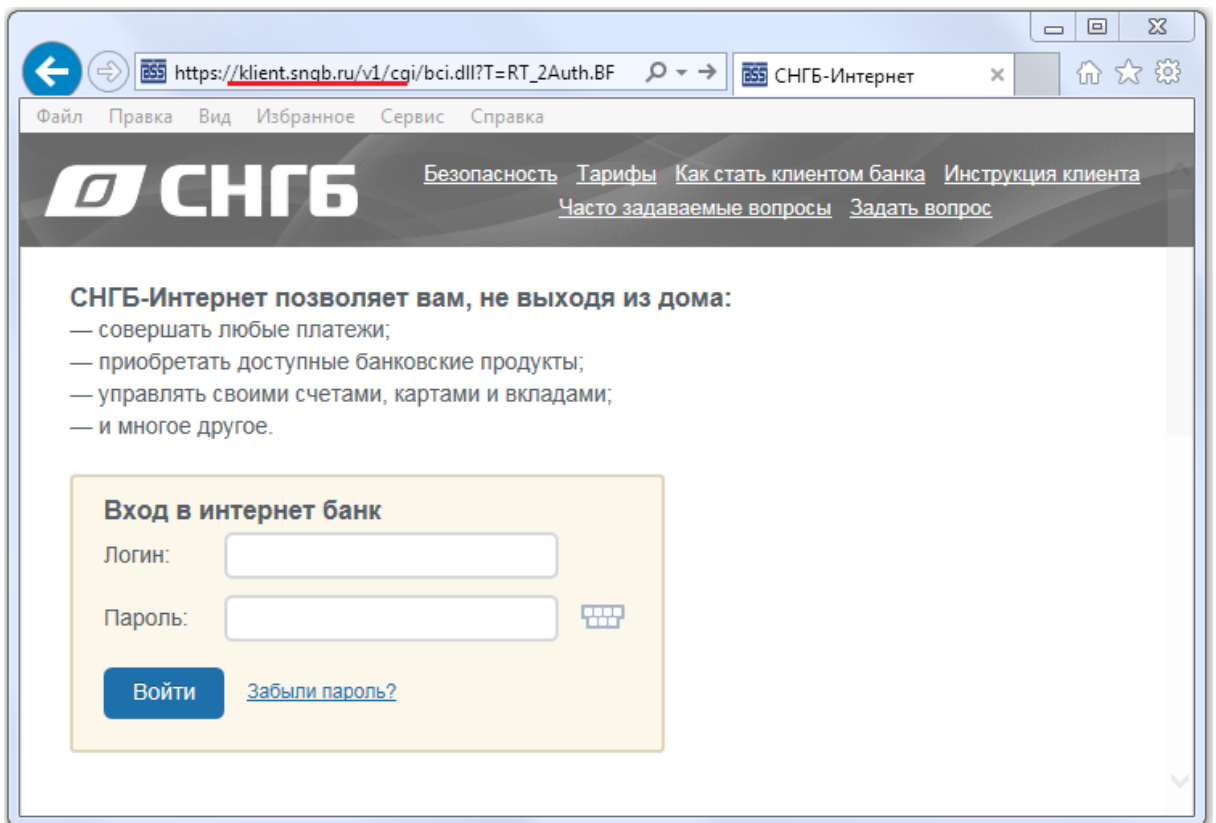 https://klient.sngb.ru/v1/cgi/bci.dll?T=RT_2Auth.BF
BSS СНГБ-Интернет
Файл Правка Вид Избранное Сервис Справка
СНГБ
Безопасность Тарифы Как стать клиентом банка Инструкция клиента
Часто задаваемые вопросы Задать вопрос
СНГБ-Интернет позволяет вам, не выходя из дома:
— совершать любые платежи;
— приобретать доступные банковские продукты;
— управлять своими счетами, картами и вкладами;
— и многое другое.
Вход в интернет банк
Логин:
Пароль:
Войти Забыли пароль?